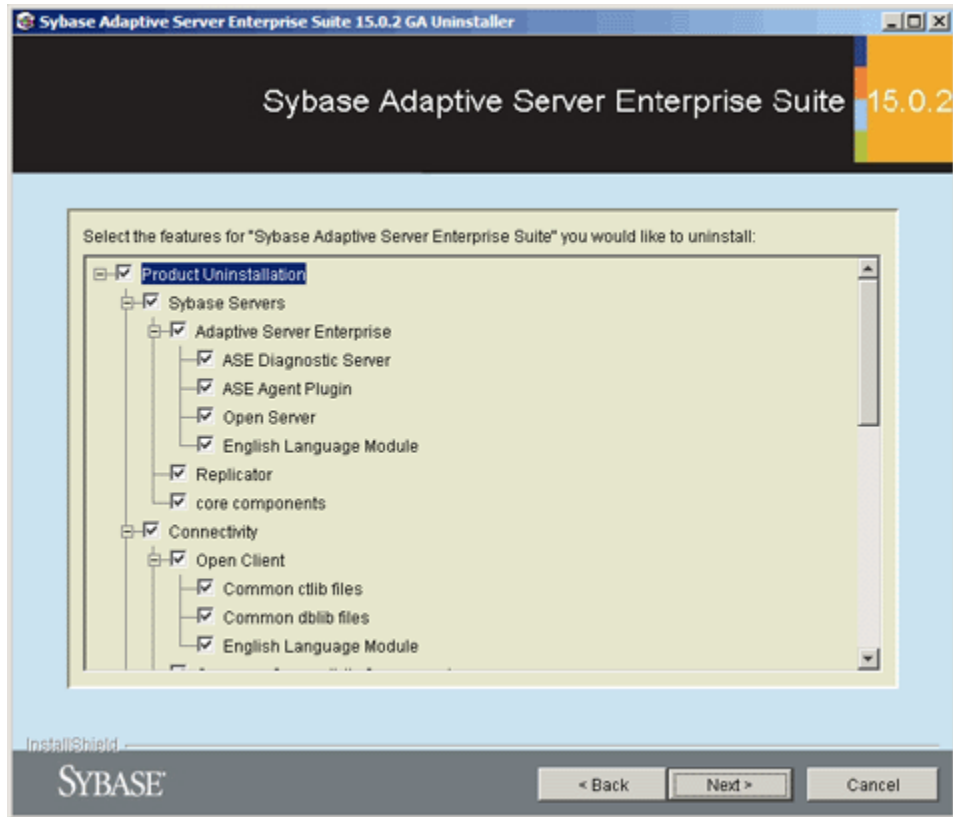 Sybase Adaptive Server Enterprise Suite 15.0.2 GA Uninstaller
Sybase Adaptive Server Enterprise Suite 15.0.2
Select the features for "Sybase Adaptive Server Enterprise Suite" you would like to uninstall:
Product Uninstallation
Sybase Servers
Adaptive Server Enterprise
ASE Diagnostic Server
ASE Agent Plugin
Open Server
English Language Module
Replicator
core components
Connectivity
Open Client
Common ctlib files
Common dblib files
English Language Module
InstallShield
SYBASE
< Back Next > Cancel